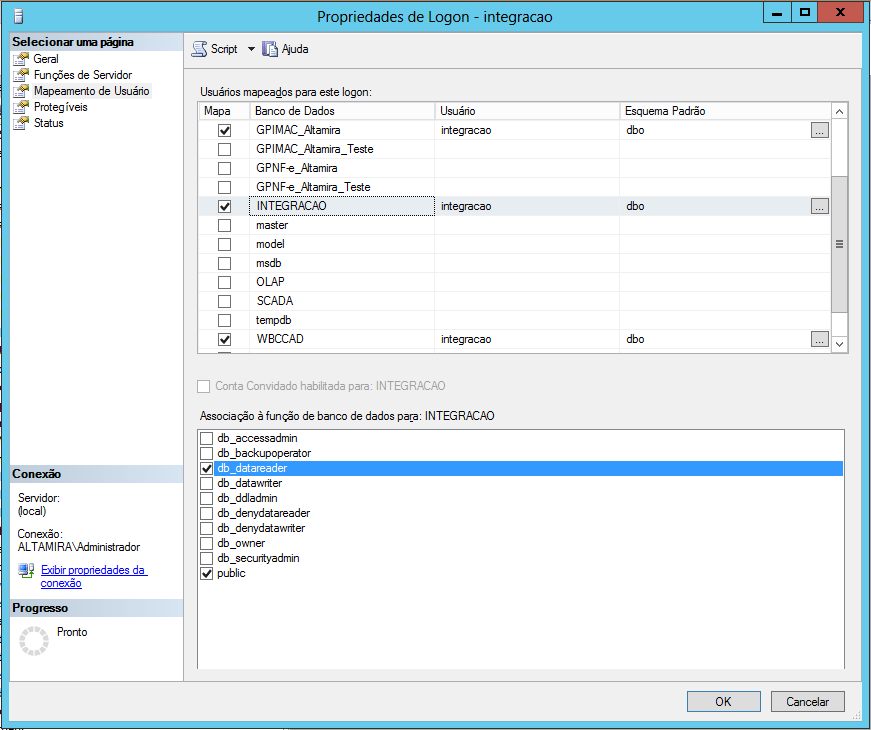 Propriedades de Logon - integracao
Selecionar uma página
Geral
Funções de Servidor
Mapeamento de Usuário
Protegíveis
Status
Script
Ajuda
Usuários mapeados para este logon:
Mapa Banco de Dados Usuário Esquema Padrão
GPIMAC_Altamira integracao dbo ...
GPIMAC_Altamira_Teste
GPNF-e_Altamira
GPNF-e_Altamira_Teste
INTEGRACAO integracao dbo ...
master
model
msdb
OLAP
SCADA
tempdb
WBCCAD integracao dbo ...
Conta Convidado habilitada para: INTEGRACAO
Associação à função de banco de dados para: INTEGRACAO
db_accessadmin
db_backupoperator
db_datareader
db_datawriter
db_ddladmin
db_denydatareader
db_denydatawriter
db_owner
db_securityadmin
public
Conexão
Servidor:
(local)
Conexão:
ALTAMIRA\Administrador
Exibir propriedades da
conexão
Progresso
Pronto
OK
Cancelar